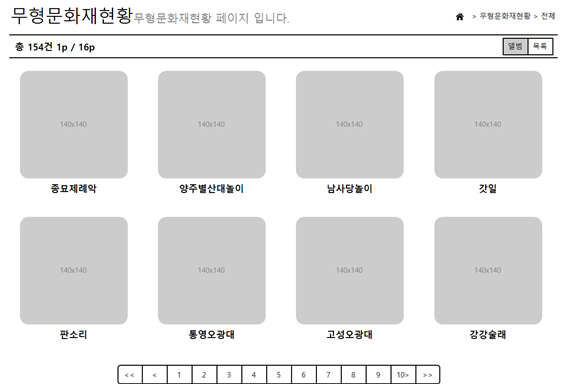 무형문화재현황무형문화재현황 페이지 입니다.
> 무형문화재현황 > 전체
총 154건 1p / 16p
앨범 목록
140x140 140x140 140x140 140x140
종묘제례악 양주별산대놀이 남사당놀이 갓일
140x140 140x140 140x140 140x140
판소리 통영오광대 고성오광대 강강술래
<< < 1 2 3 4 5 6 7 8 9 10> >>